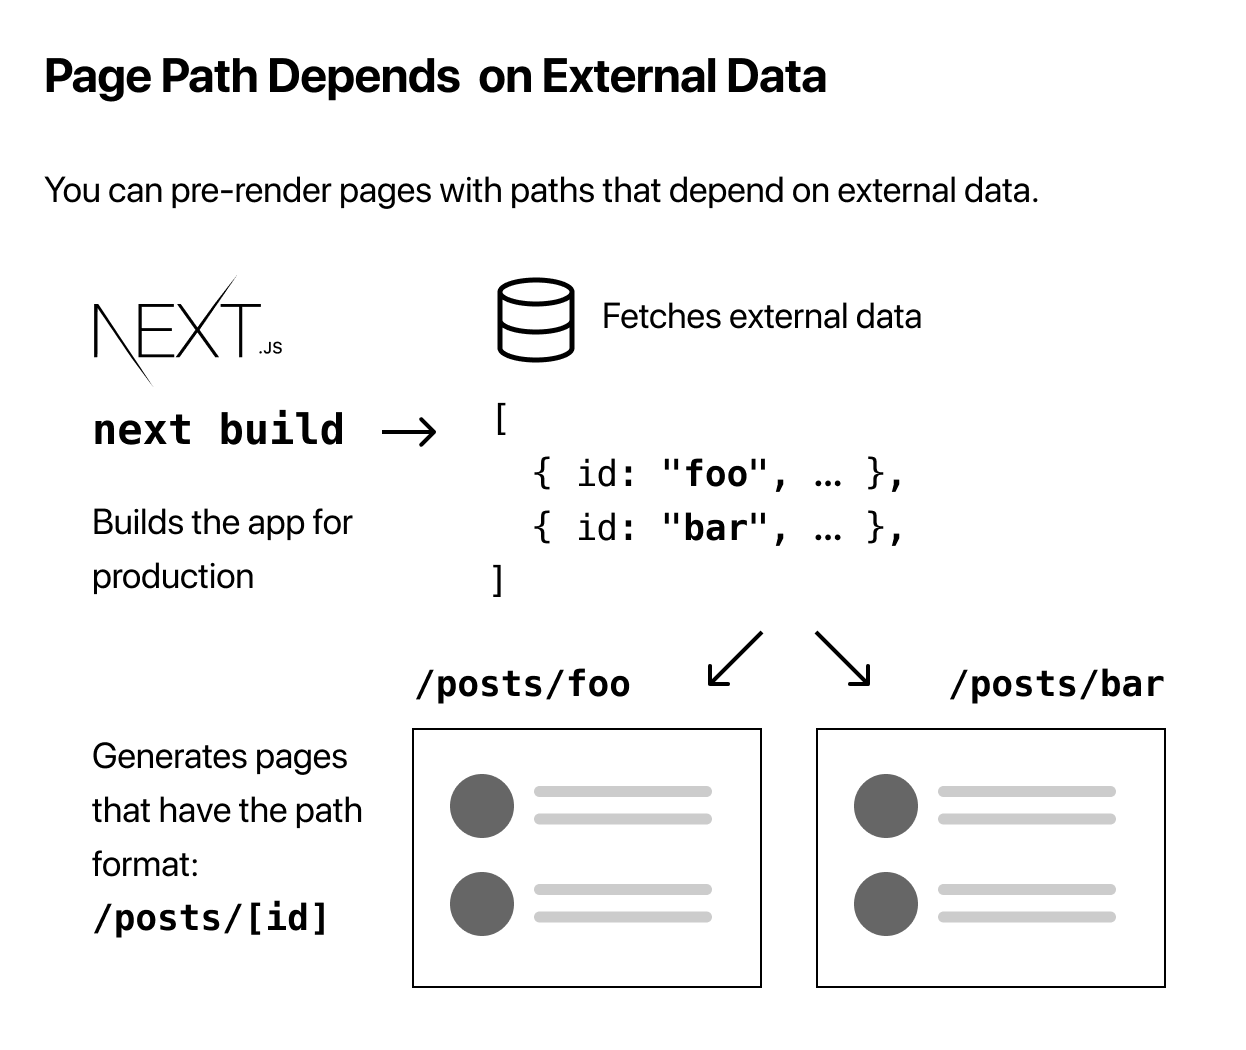 Page Path Depends  on External Data
You can pre-render pages with paths that depend on external data.
NEXT.JS
Fetches external data
next build
[
{ id: "foo", … },
{ id: "bar", … },
]
Builds the app for
production
/posts/foo
/posts/bar
Generates pages
that have the path
format:
/posts/[id]